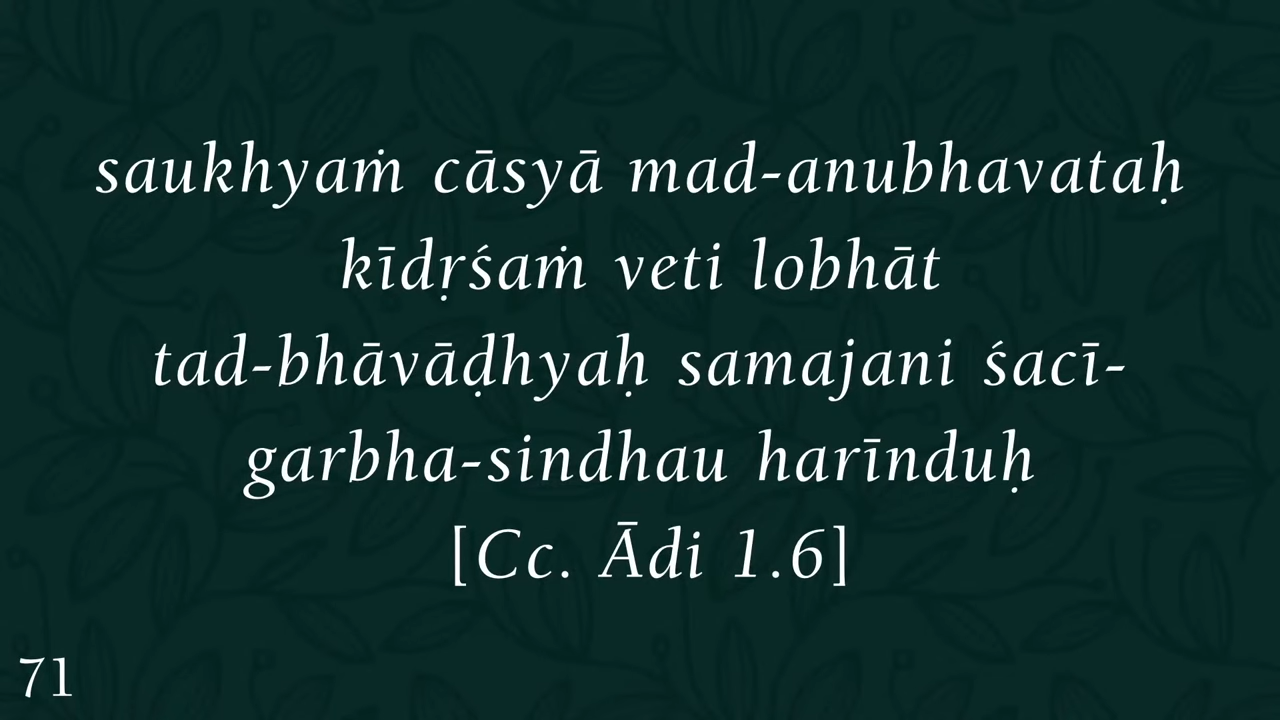 saukhyaṁ cāsyā mad-anubhavataḥ
kīdṛśaṁ veti lobhāt
tad-bhāvāḍhyaḥ samajani śacī-
garbha-sindhau harīnduḥ
[Cc. Ādi 1.6]
71